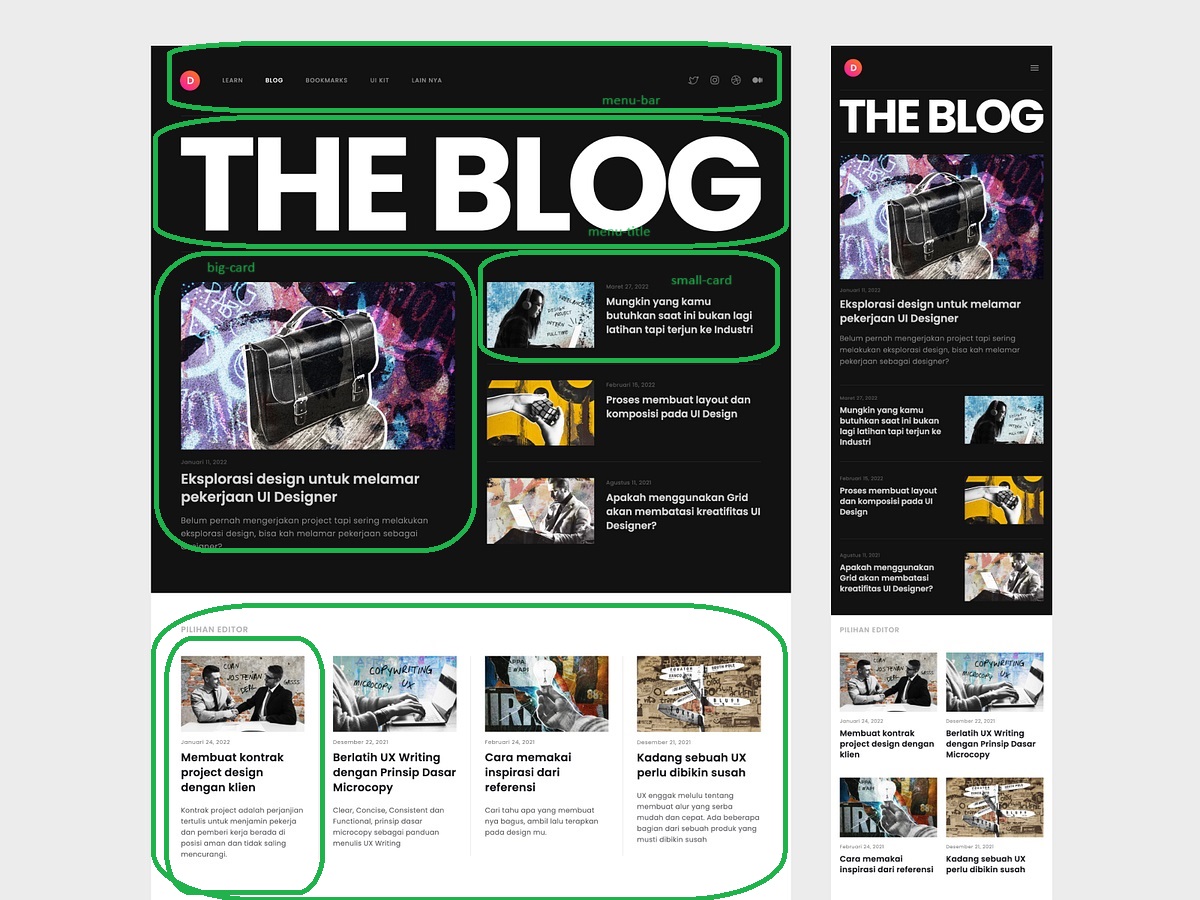 D
LEARN BLOG BOOKMARKS UI KIT LAIN NYA
menu-bar
THE BLOG
menu-title
big-card
Januari 11, 2022
Eksplorasi design untuk melamar
pekerjaan UI Designer
Belum pernah mengerjakan project tapi sering melakukan
eksplorasi design, bisa kah melamar pekerjaan sebagai
designer?
small-card
Maret 27, 2022
Mungkin yang kamu
butuhkan saat ini bukan lagi
latihan tapi terjun ke Industri
Februari 15, 2022
Proses membuat layout dan
komposisi pada UI Design
Agustus 11, 2021
Apakah menggunakan Grid
akan membatasi kreatifitas UI
Designer?
PILIHAN EDITOR
CUAN
JOSTENAN
DEAL
GASSS
Januari 24, 2022
Membuat kontrak
project design
dengan klien
Kontrak project adalah perjanjian
tertulis untuk menjamin pekerja
dan pemberi kerja berada di
posisi aman dan tidak saling
mencurangi.
COPYWRITING
MICROCOPY UX
Desember 22, 2021
Berlatih UX Writing
dengan Prinsip Dasar
Microcopy
Clear, Concise, Consistent dan
Functional, prinsip dasar
microcopy sebagai panduan
menulis UX Writing
Februari 24, 2021
Cara memakai
inspirasi dari
referensi
Cari tahu apa yang membuat
nya bagus, ambil lalu terapkan
pada design mu.
Desember 21, 2021
Kadang sebuah UX
perlu dibikin susah
UX enggak melulu tentang
membuat alur yang serba
mudah dan cepat. Ada beberapa
bagian dari sebuah produk yang
musti dibikin susah
D
THE BLOG
Januari 11, 2022
Eksplorasi design untuk melamar
pekerjaan UI Designer
Belum pernah mengerjakan project tapi sering
melakukan eksplorasi design, bisa kah melamar
pekerjaan sebagai designer?
Maret 27, 2022
Mungkin yang kamu
butuhkan saat ini bukan
lagi latihan tapi terjun ke
Industri
Februari 15, 2022
Proses membuat layout
dan komposisi pada UI
Design
Agustus 11, 2021
Apakah menggunakan
Grid akan membatasi
kreatifitas UI Designer?
PILIHAN EDITOR
Januari 24, 2022
Membuat kontrak
project design dengan
klien
COPYWRITING
MICROCOPY UX
Desember 22, 2021
Berlatih UX Writing
dengan Prinsip Dasar
Microcopy
Februari 24, 2021
Cara memakai
inspirasi dari referensi
Desember 21, 2021
Kadang sebuah UX
perlu dibikin susah